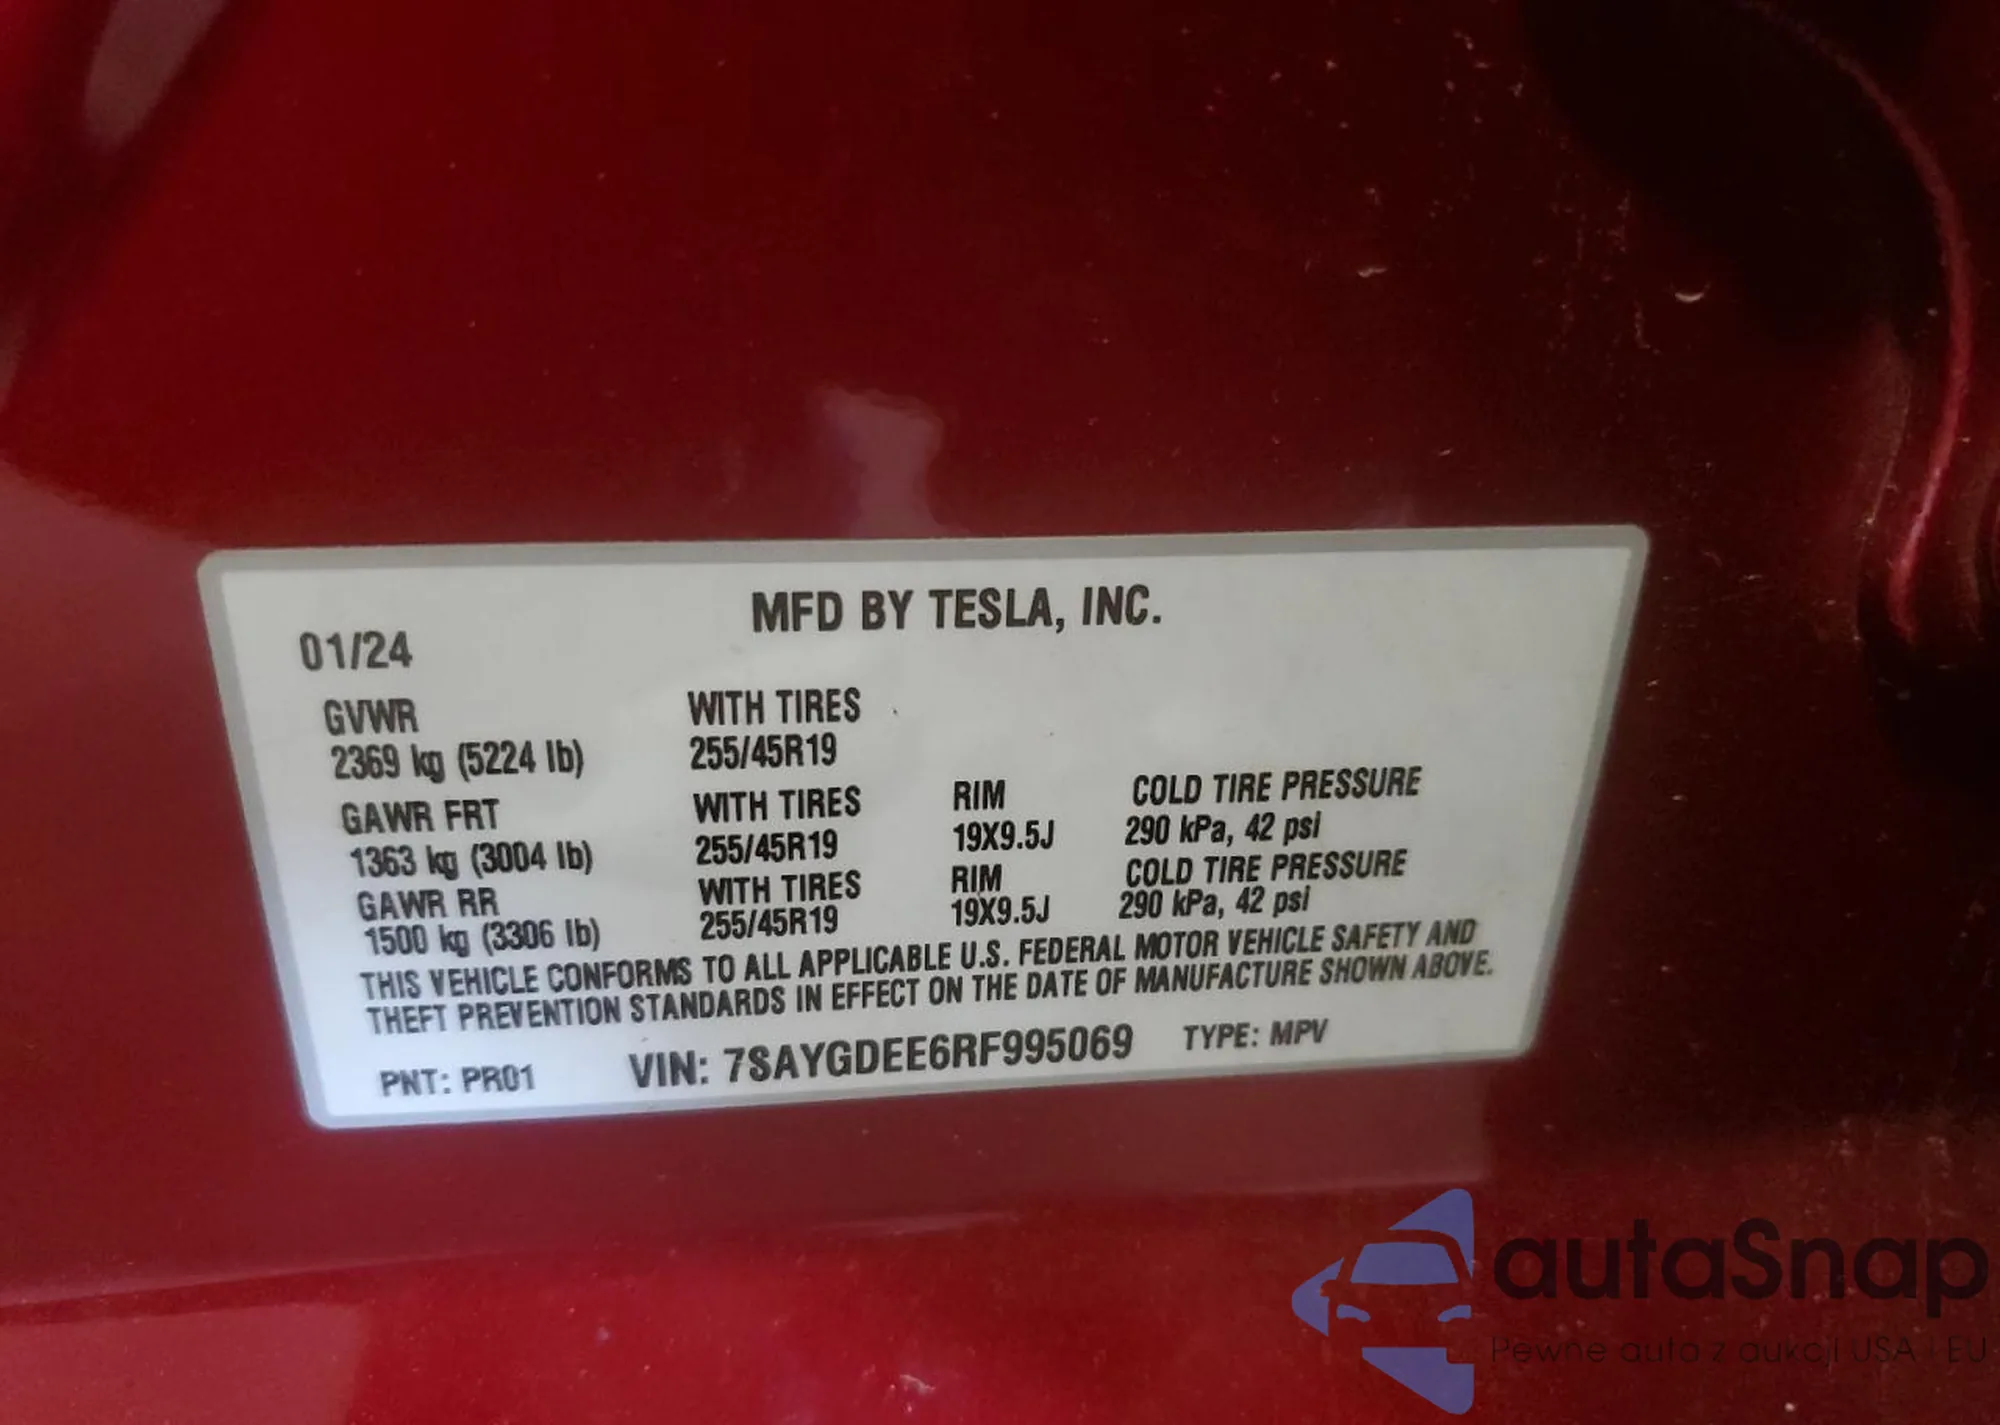 MFD BY TESLA, INC.
01/24
GVWR WITH TIRES
2369 kg (5224 lb) 255/45R19
GAWR FRT WITH TIRES RIM COLD TIRE PRESSURE
1363 kg (3004 lb) 255/45R19 19X9.5J 290 kPa, 42 psi
GAWR RR WITH TIRES RIM COLD TIRE PRESSURE
1500 kg (3306 lb) 255/45R19 19X9.5J 290 kPa, 42 psi
THIS VEHICLE CONFORMS TO ALL APPLICABLE U.S. FEDERAL MOTOR VEHICLE SAFETY AND
THEFT PREVENTION STANDARDS IN EFFECT ON THE DATE OF MANUFACTURE SHOWN ABOVE.
PNT: PR01 VIN: 7SAYGDEE6RF995069 TYPE: MPV
autaSnap
Pewne auta z aukcji USA i EU